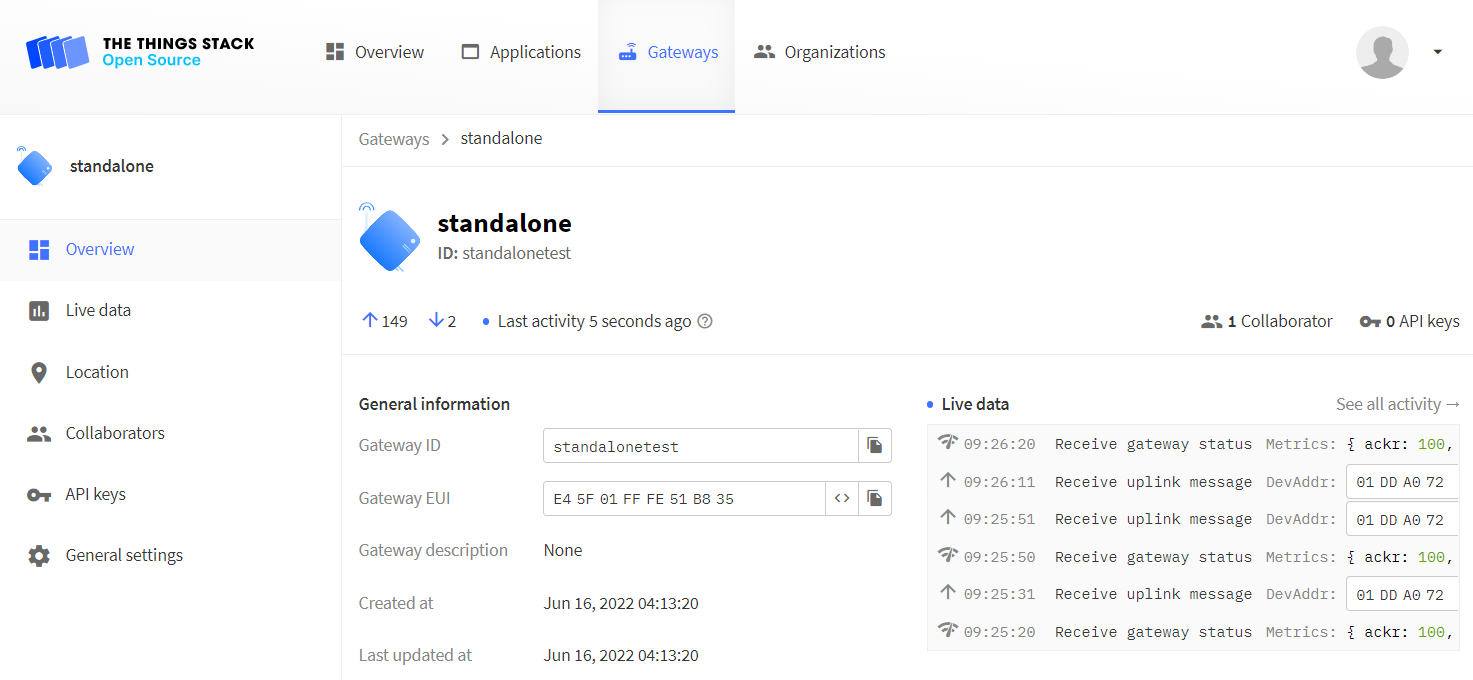 THE THINGS STACK
Open Source
Overview
Applications
Gateways
Organizations
standalone
Overview
Live data
Location
Collaborators
API keys
General settings
Gateways > standalone
standalone
ID: standalonetest
149 2 Last activity 5 seconds ago
1 Collaborator 0 API keys
General information
Gateway ID standalonetest
Gateway EUI E4 5F 01 FF FE 51 B8 35 <>
Gateway description None
Created at Jun 16, 2022 04:13:20
Last updated at Jun 16, 2022 04:13:20
Live data See all activity →
09:26:20 Receive gateway status Metrics: { ackr: 100,
09:26:11 Receive uplink message DevAddr: 01 DD A0 72
09:25:51 Receive uplink message DevAddr: 01 DD A0 72
09:25:50 Receive gateway status Metrics: { ackr: 100,
09:25:31 Receive uplink message DevAddr: 01 DD A0 72
09:25:20 Receive gateway status Metrics: { ackr: 100,